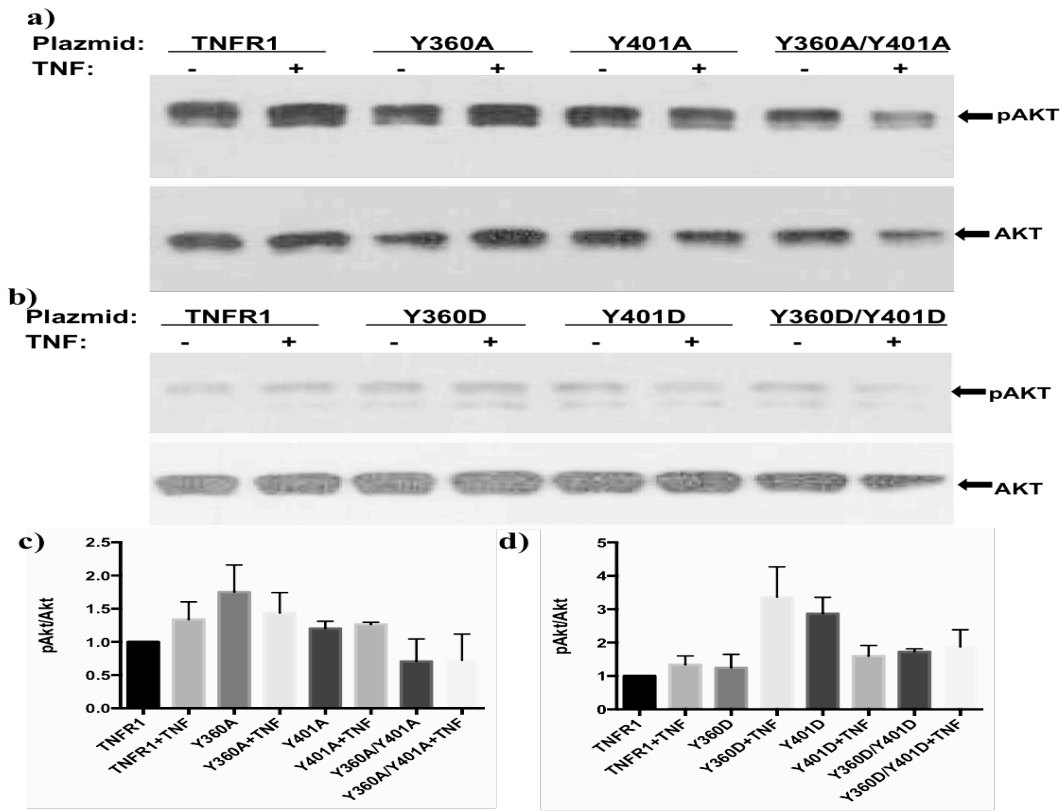 a)
Plazmid: TNFR1 Y360A Y401A Y360A/Y401A
TNF: - + - + - + - +
pAKT
AKT
b)
Plazmid: TNFR1 Y360D Y401D Y360D/Y401D
TNF: - + - + - + - +
pAKT
AKT
c)
pAkt/Akt
2.5
2.0
1.5
1.0
0.5
0.0
TNFR1
TNFR1+TNF
Y360A
Y360A+TNF
Y401A
Y401A+TNF
Y360A/Y401A
Y360A/Y401A+TNF
d)
pAkt/Akt
5
4
3
2
1
0
TNFR1
TNFR1+TNF
Y360D
Y360D+TNF
Y401D
Y401D+TNF
Y360D/Y401D
Y360D/Y401D+TNF